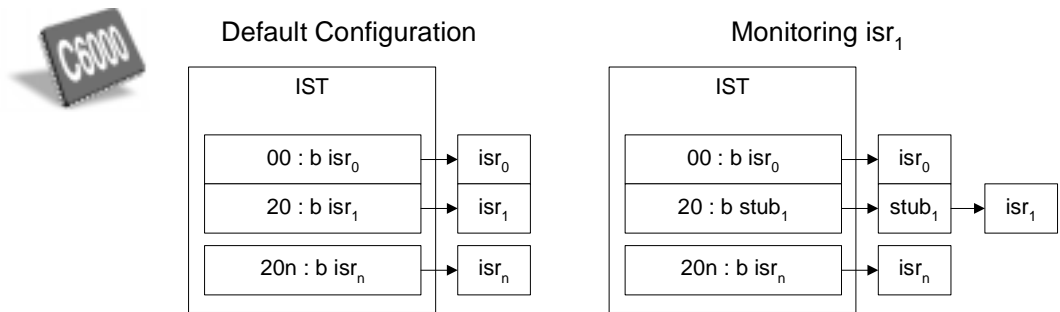 C6000
Default Configuration
IST
00 : b isr₀
isr₀
20 : b isr₁
isr₁
20n : b isrₙ
isrₙ
Monitoring isr₁
IST
00 : b isr₀
isr₀
20 : b stub₁
stub₁
isr₁
20n : b isrₙ
isrₙ